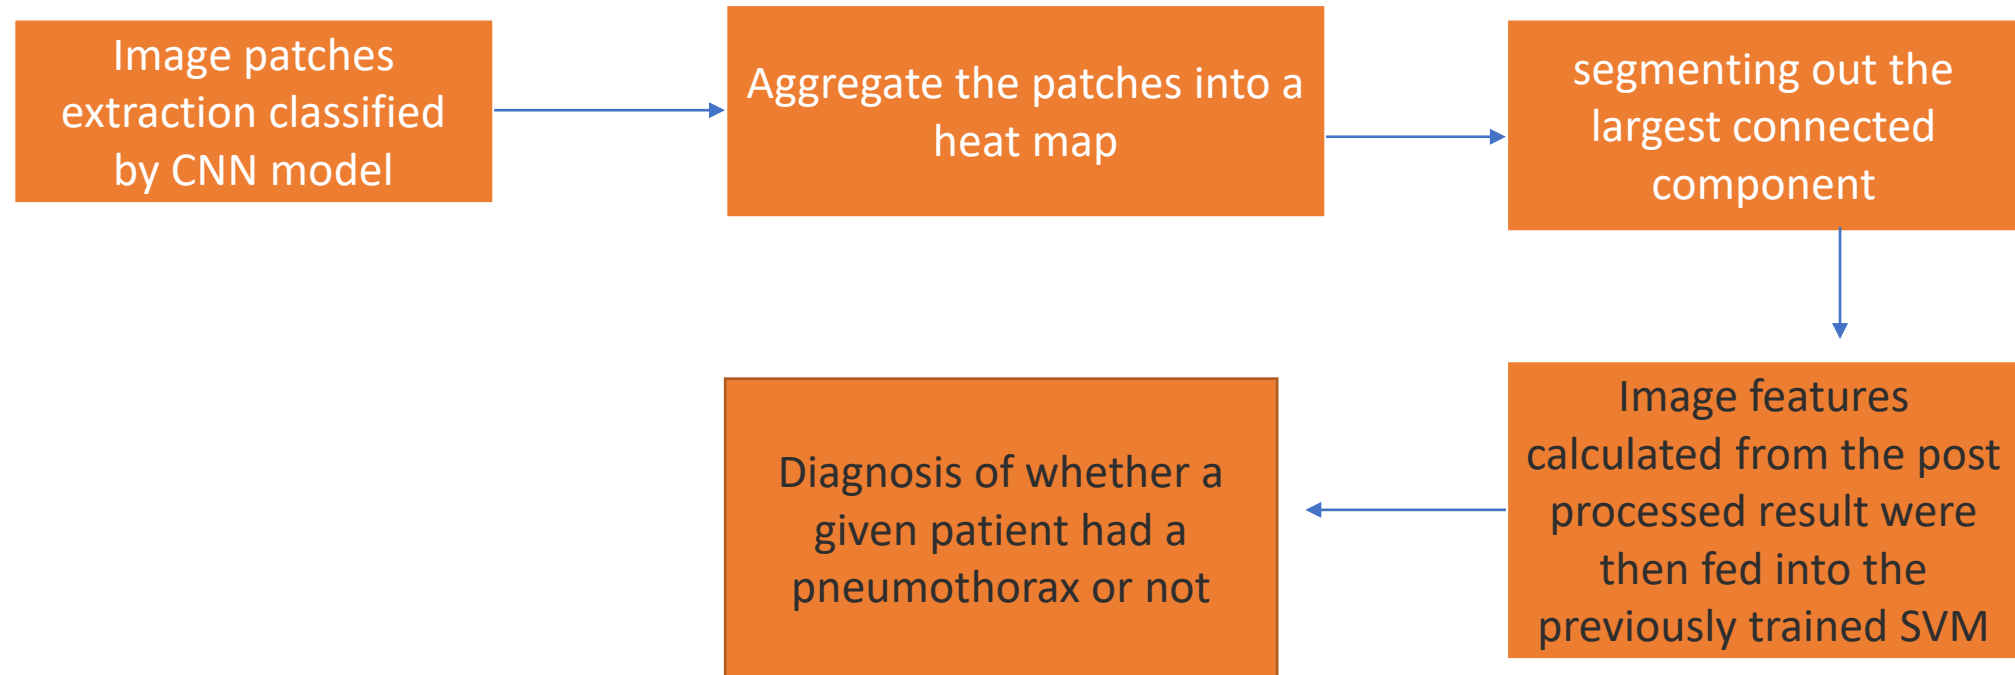 Image patches
extraction classified
by CNN model
Aggregate the patches into a
heat map
segmenting out the
largest connected
component
Image features
calculated from the post
processed result were
then fed into the
previously trained SVM
Diagnosis of whether a
given patient had a
pneumothorax or not